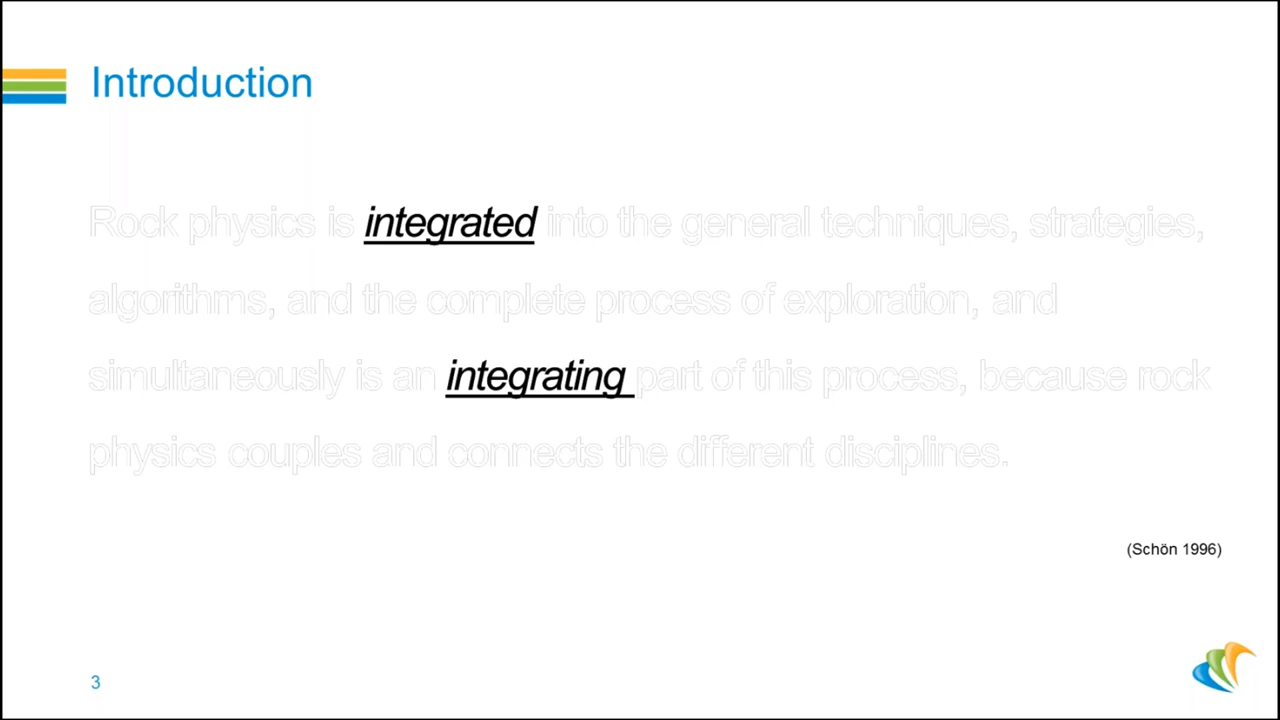 Introduction
Rock physics is integrated into the general techniques, strategies,
algorithms, and the complete process of exploration, and
simultaneously is an integrating part of this process, because rock
physics couples and connects the different disciplines.
(Schön 1996)
3